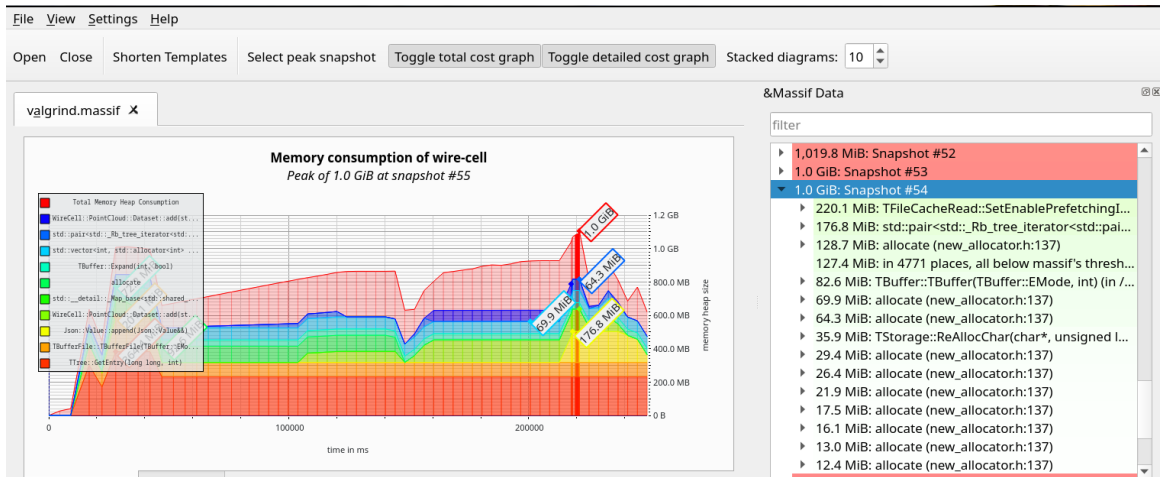 File View Settings Help
Open Close Shorten Templates Select peak snapshot Toggle total cost graph Toggle detailed cost graph Stacked diagrams: 10
valgrind.massif
Memory consumption of wire-cell
Peak of 1.0 GiB at snapshot #55
Total Memory Heap Consumption
WireCell::PointCloud::Dataset::add(st...
std::pair<std::_Rb_tree_iterator<std:...
std::vector<int, std::allocator<int> ...
TBuffer::Expand(int, bool)
allocate
std::__detail::_Map_base<std::shared_...
WireCell::PointCloud::Dataset::add(st...
Json::Value::append(Json::Value&&)
TBufferFile::TBufferFile(TBuffer::EMo...
TTree::GetEntry(long long, int)
1.0 GiB
64.3 MiB
69.9 MiB
176.8 MiB
1.2 GB
1.0 GB
800.0 MB
600.0 MB
400.0 MB
200.0 MB
0 B
memory heap size
0 100000 200000
time in ms
&Massif Data
filter
1,019.8 MiB: Snapshot #52
1.0 GiB: Snapshot #53
1.0 GiB: Snapshot #54
220.1 MiB: TFileCacheRead::SetEnablePrefetchingI...
176.8 MiB: std::pair<std::_Rb_tree_iterator<std::pai...
128.7 MiB: allocate (new_allocator.h:137)
127.4 MiB: in 4771 places, all below massif's thresh...
82.6 MiB: TBuffer::TBuffer(TBuffer::EMode, int) (in /...
69.9 MiB: allocate (new_allocator.h:137)
64.3 MiB: allocate (new_allocator.h:137)
35.9 MiB: TStorage::ReAllocChar(char*, unsigned l...
29.4 MiB: allocate (new_allocator.h:137)
26.4 MiB: allocate (new_allocator.h:137)
21.9 MiB: allocate (new_allocator.h:137)
17.5 MiB: allocate (new_allocator.h:137)
16.1 MiB: allocate (new_allocator.h:137)
13.0 MiB: allocate (new_allocator.h:137)
12.4 MiB: allocate (new_allocator.h:137)